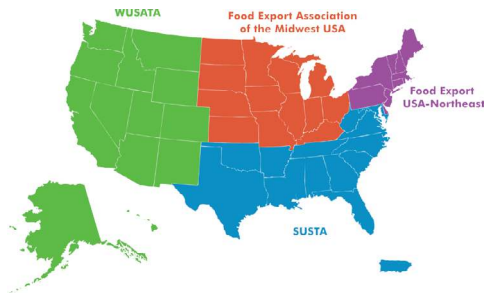 WUSATA
Food Export Association
of the Midwest USA
Food Export
USA-Northeast
SUSTA